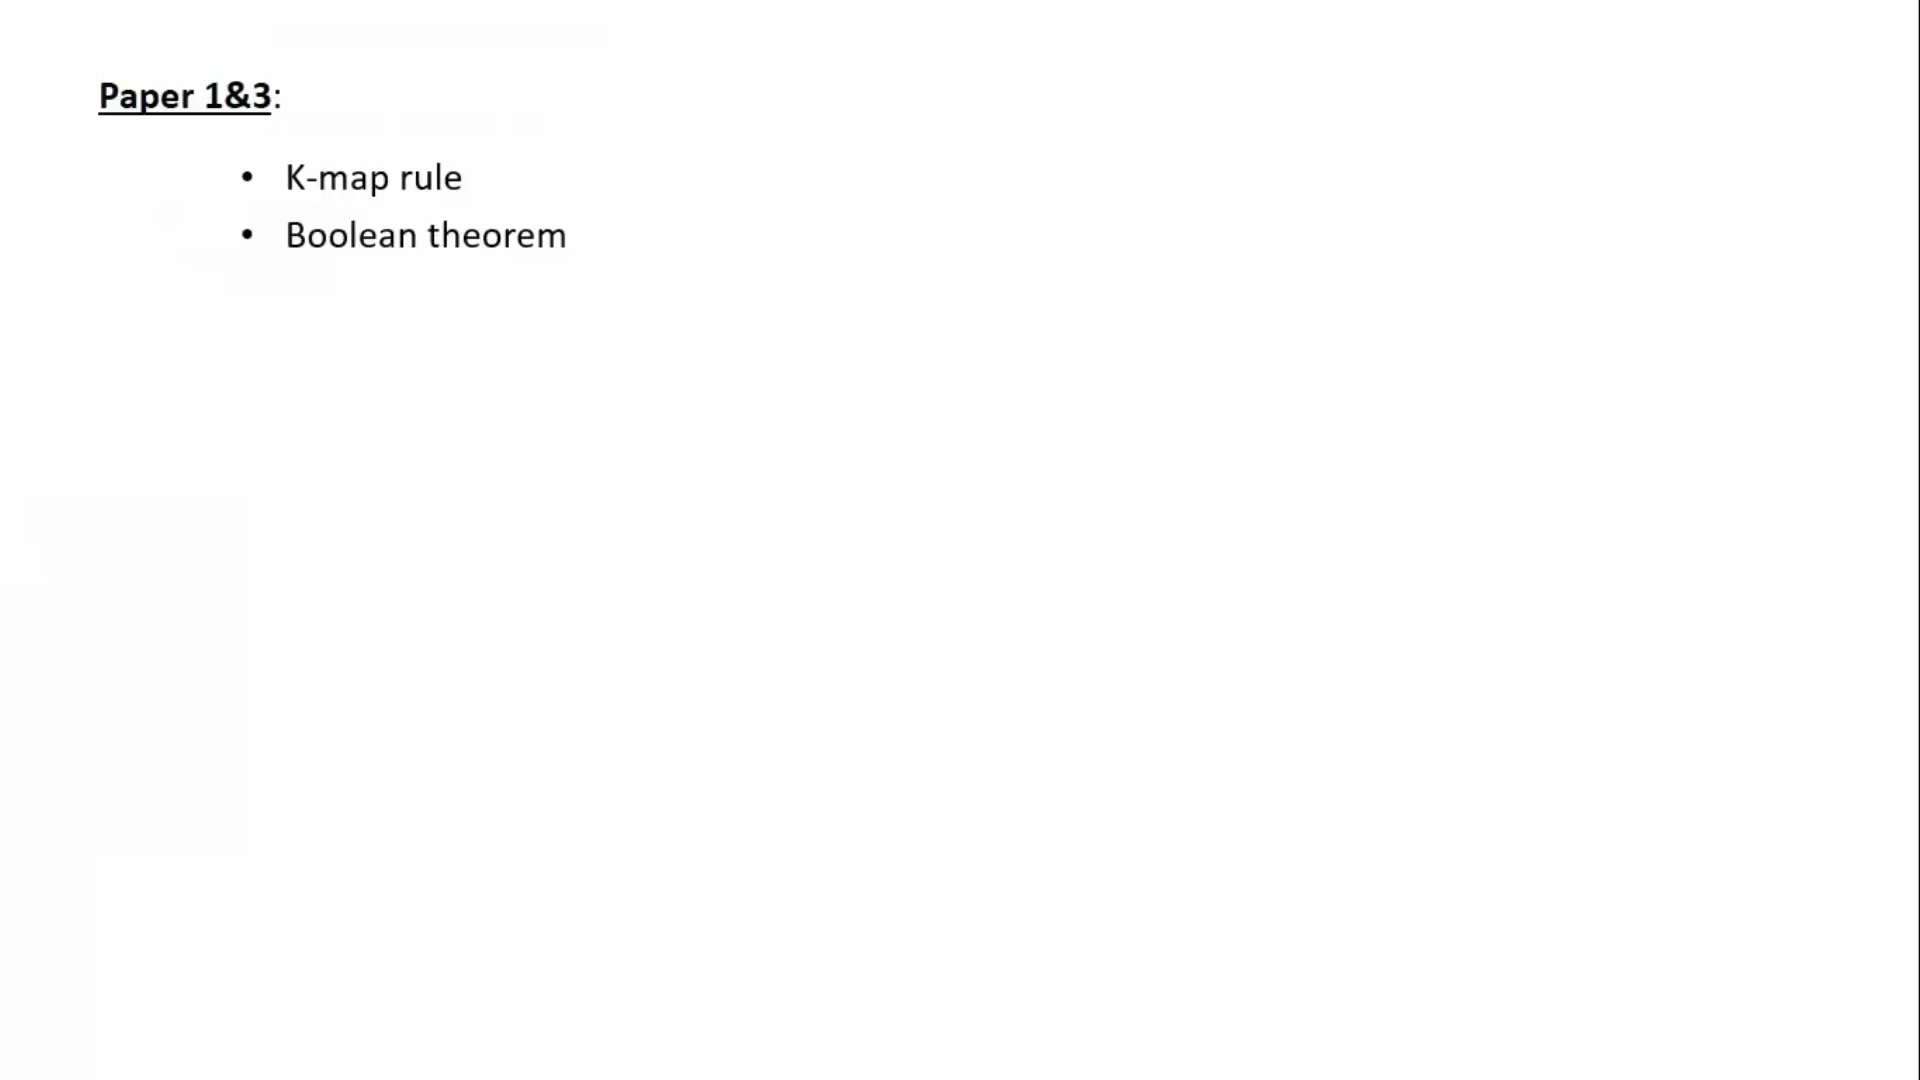 Paper 1&3:
• K-map rule
• Boolean theorem